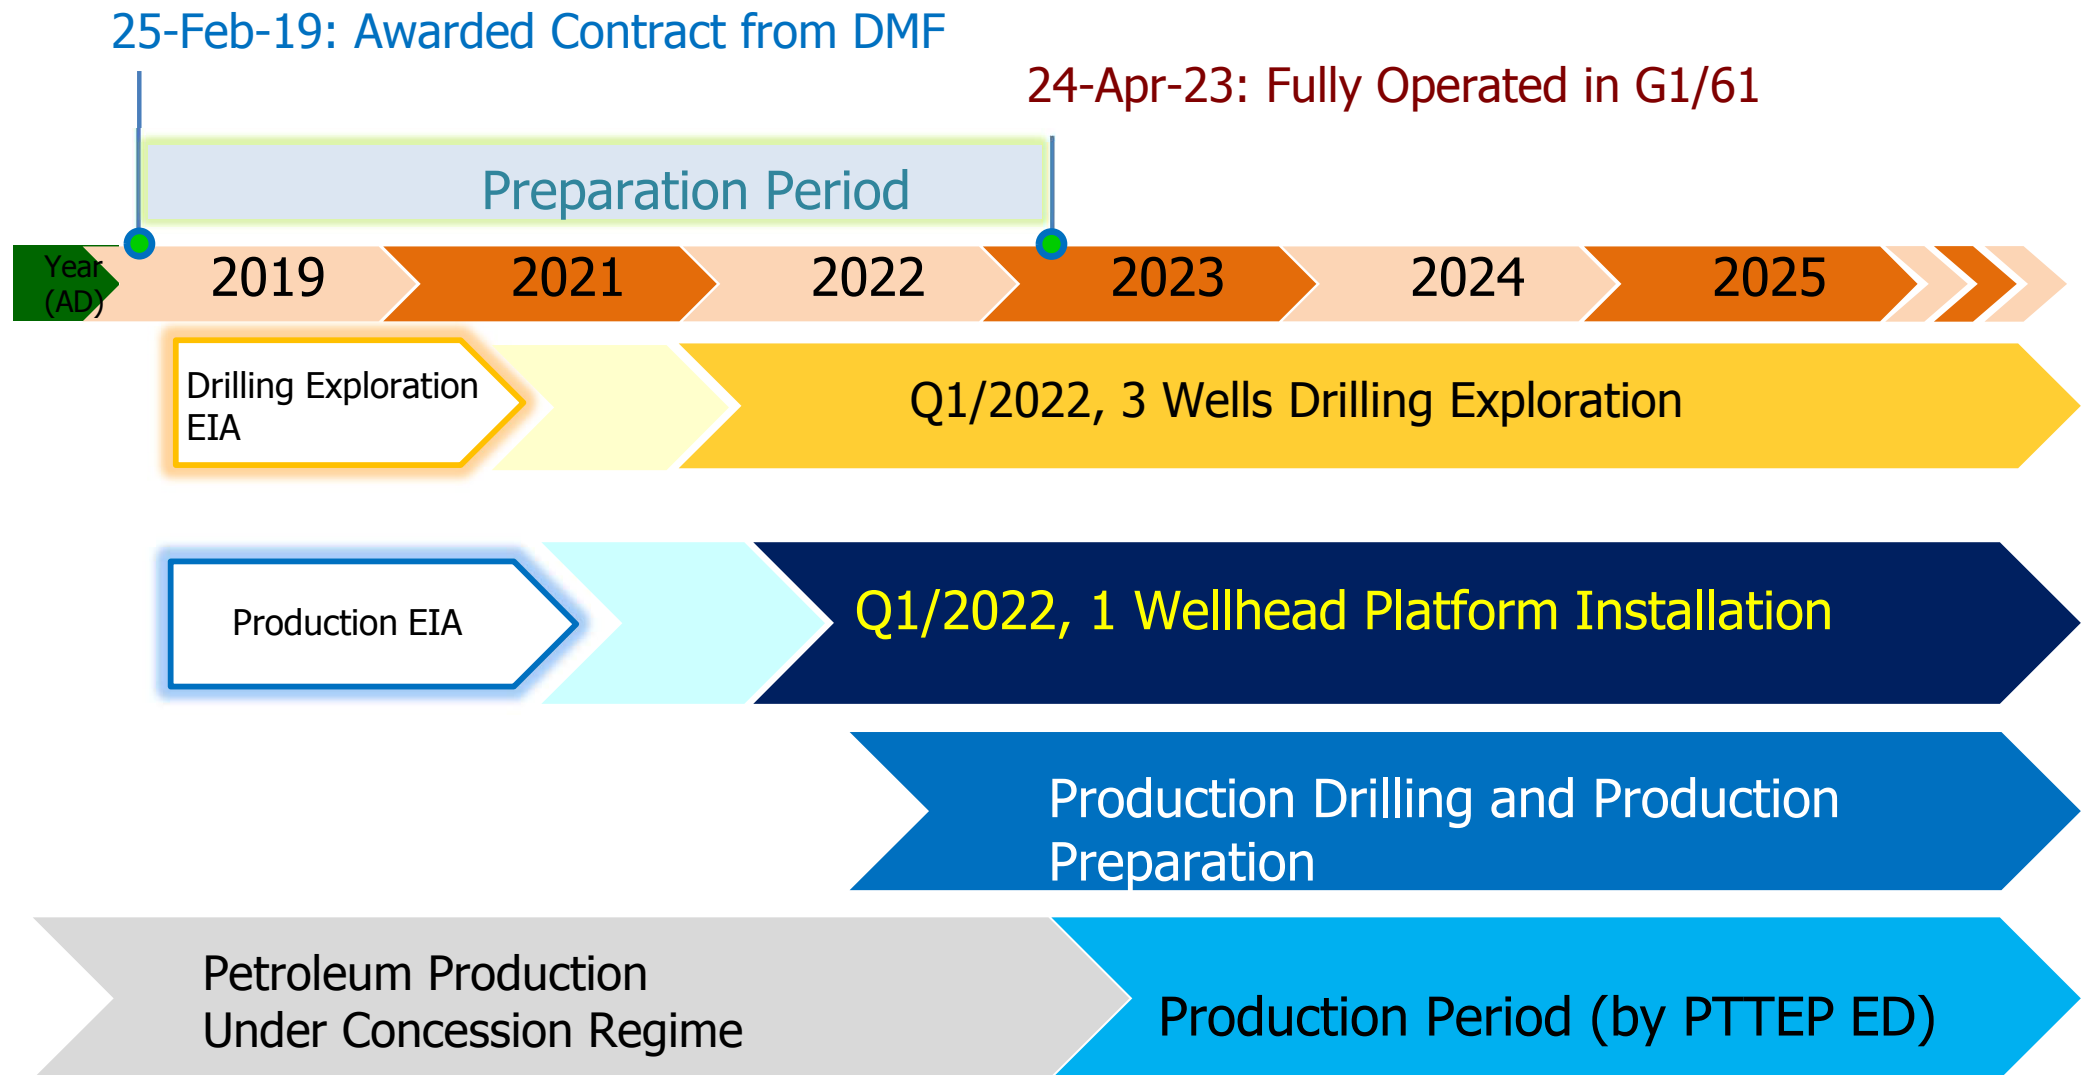 25-Feb-19: Awarded Contract from DMF
24-Apr-23: Fully Operated in G1/61
Preparation Period
Year
(AD)
2019
2021
2022
2023
2024
2025
Drilling Exploration
EIA
Q1/2022, 3 Wells Drilling Exploration
Production EIA
Q1/2022, 1 Wellhead Platform Installation
Production Drilling and Production
Preparation
Petroleum Production
Under Concession Regime
Production Period (by PTTEP ED)